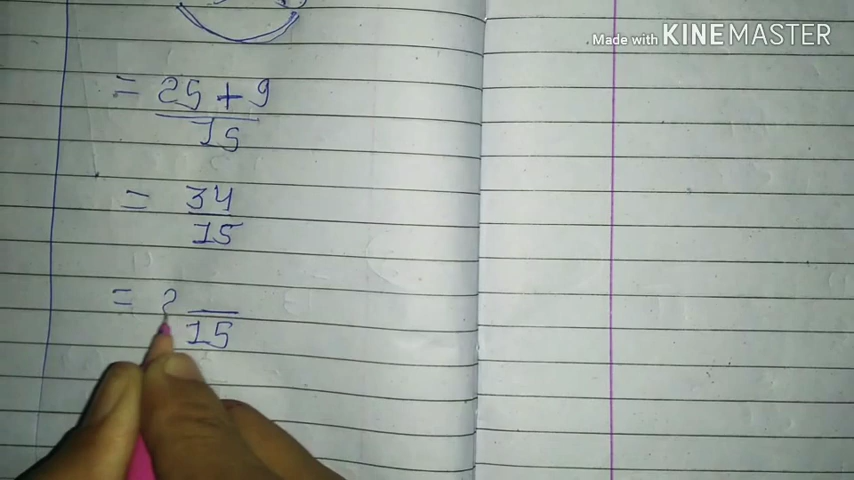 Made with KINEMASTER
= 25 + 9
15
= 34
15
= 2
15